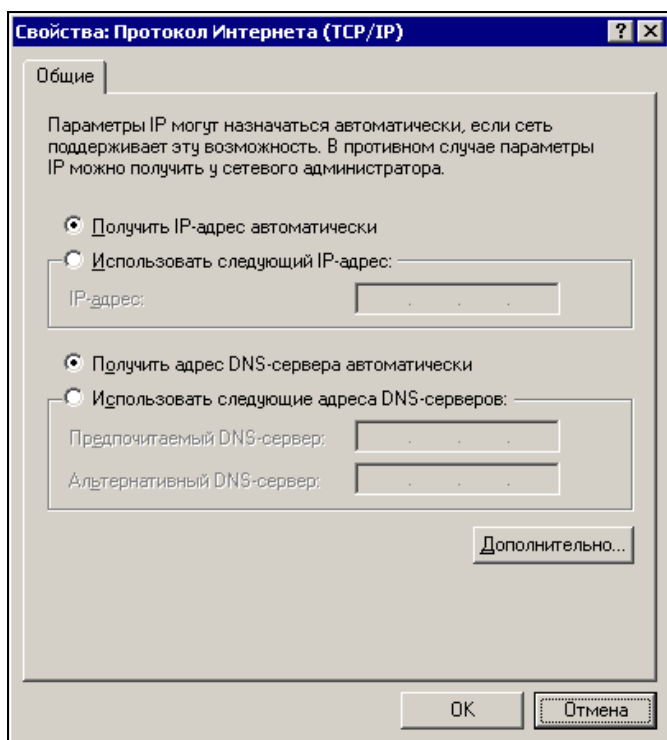 Свойства: Протокол Интернета (TCP/IP)
Общие
Параметры IP могут назначаться автоматически, если сеть
поддерживает эту возможность. В противном случае параметры
IP можно получить у сетевого администратора.
Получить IP-адрес автоматически
Использовать следующий IP-адрес:
IP-адрес:
Получить адрес DNS-сервера автоматически
Использовать следующие адреса DNS-серверов:
Предпочитаемый DNS-сервер:
Альтернативный DNS-сервер:
Дополнительно...
OK
Отмена